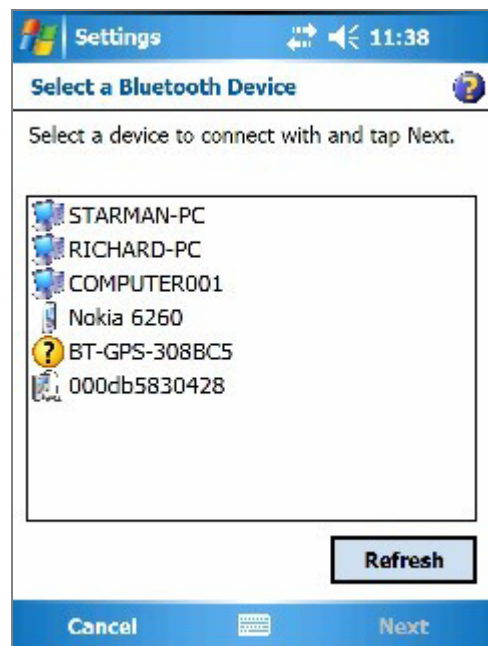 Settings 11:38
Select a Bluetooth Device
Select a device to connect with and tap Next.
STARMAN-PC
RICHARD-PC
COMPUTER001
Nokia 6260
BT-GPS-308BC5
000db5830428
Refresh
Cancel Next